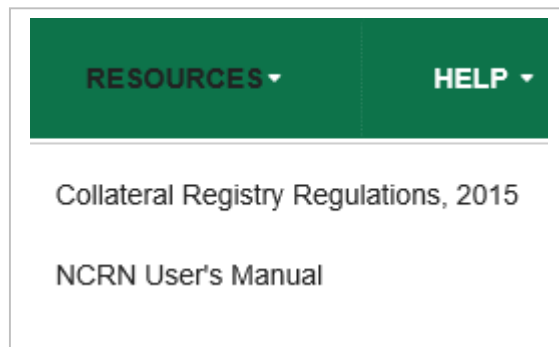 RESOURCES HELP
Collateral Registry Regulations, 2015
NCRN User's Manual